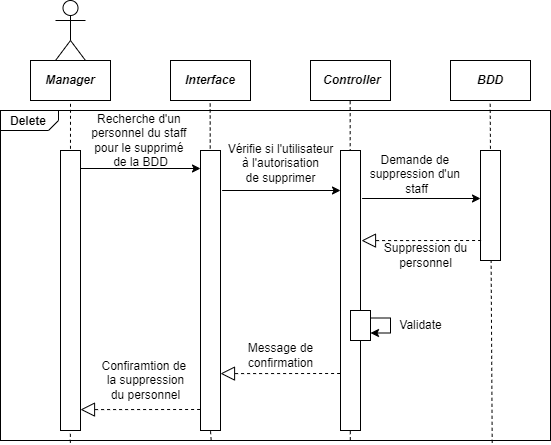 Manager
Interface
Controller
BDD
Delete
Recherche d'un
personnel du staff
pour le supprimé
de la BDD
Vérifie si l'utilisateur
à l'autorisation
de supprimer
Demande de
suppression d'un
staff
Suppression du
personnel
Validate
Message de
confirmation
Confiramtion de
la suppression
du personnel